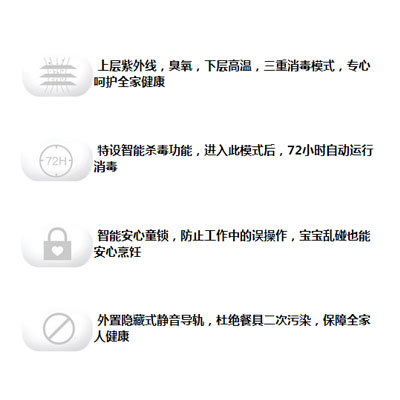 上层紫外线，臭氧，下层高温，三重消毒模式，专心
呵护全家健康
72H
特设智能杀毒功能，进入此模式后，72小时自动运行
消毒
智能安心童锁，防止工作中的误操作，宝宝乱碰也能
安心烹饪
外置隐藏式静音导轨，杜绝餐具二次污染，保障全家
人健康